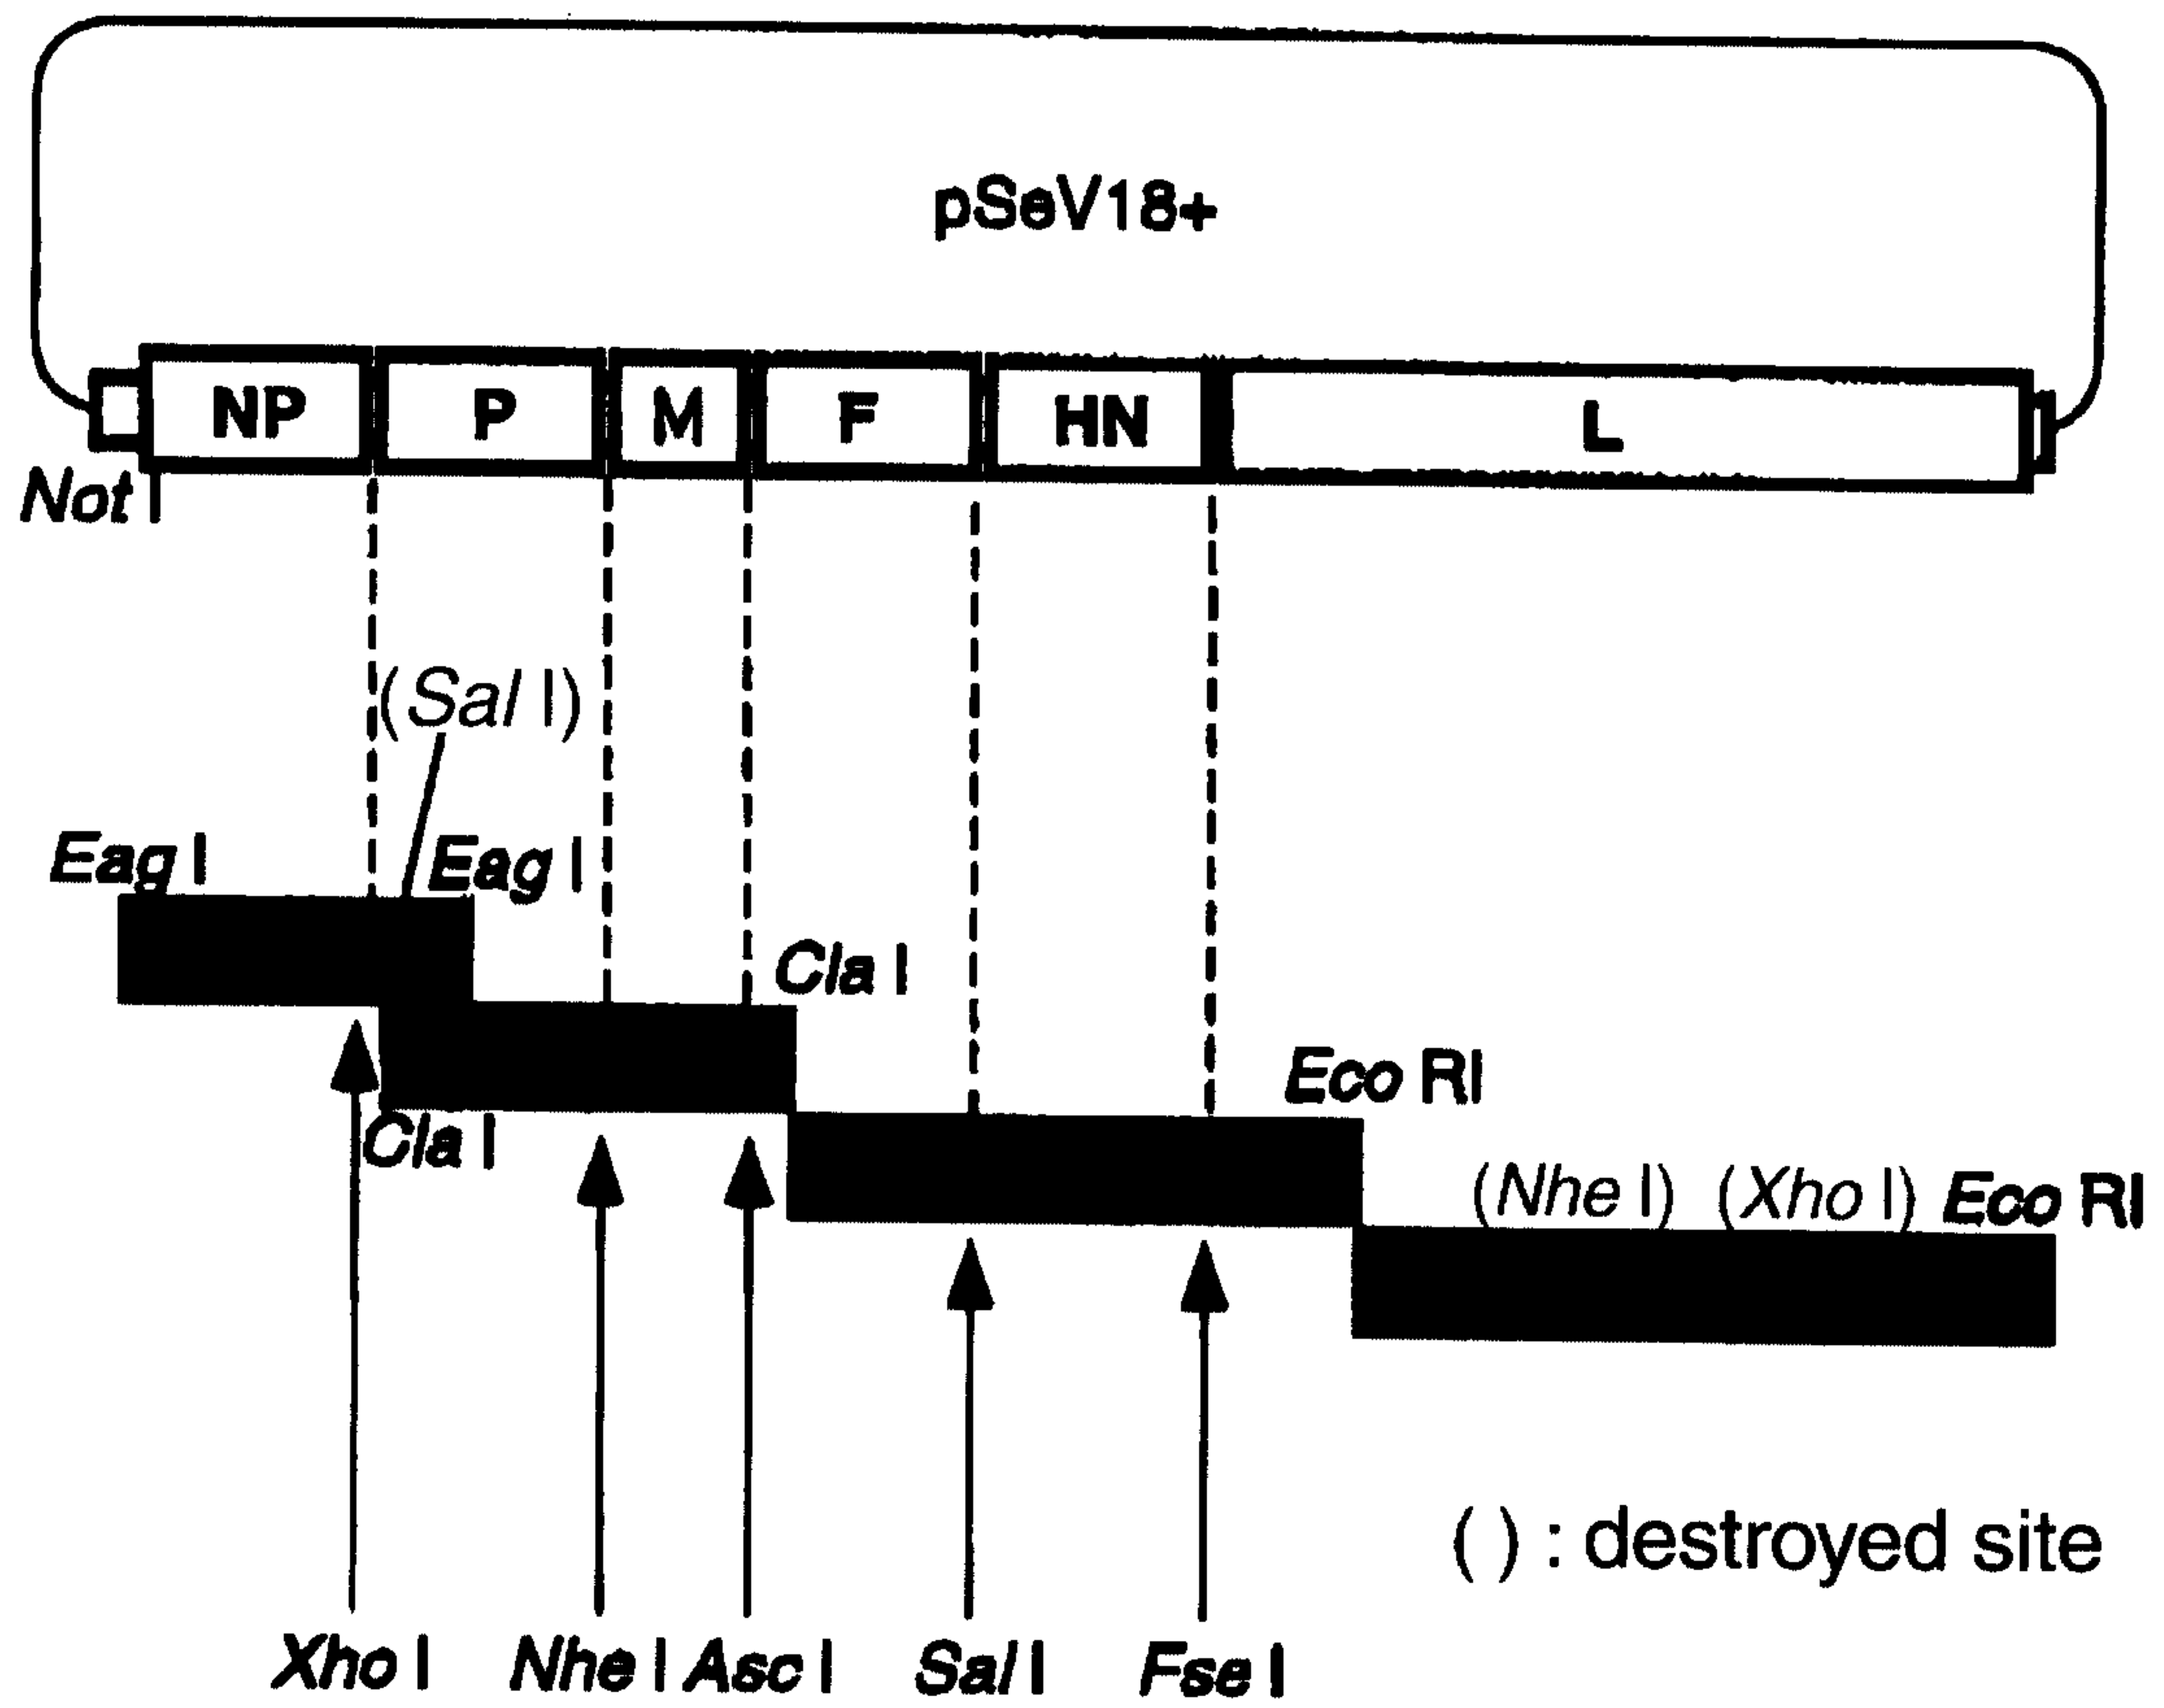 pSeV18+
NP P M F HN L
Not I
(Sal I)
Eag I Eag I
Cla I
Eco RI
Cla I
(Nhe I) (Xho I) Eco RI
( ) : destroyed site
Xho I Nhe I Asc I Sal I Fse I